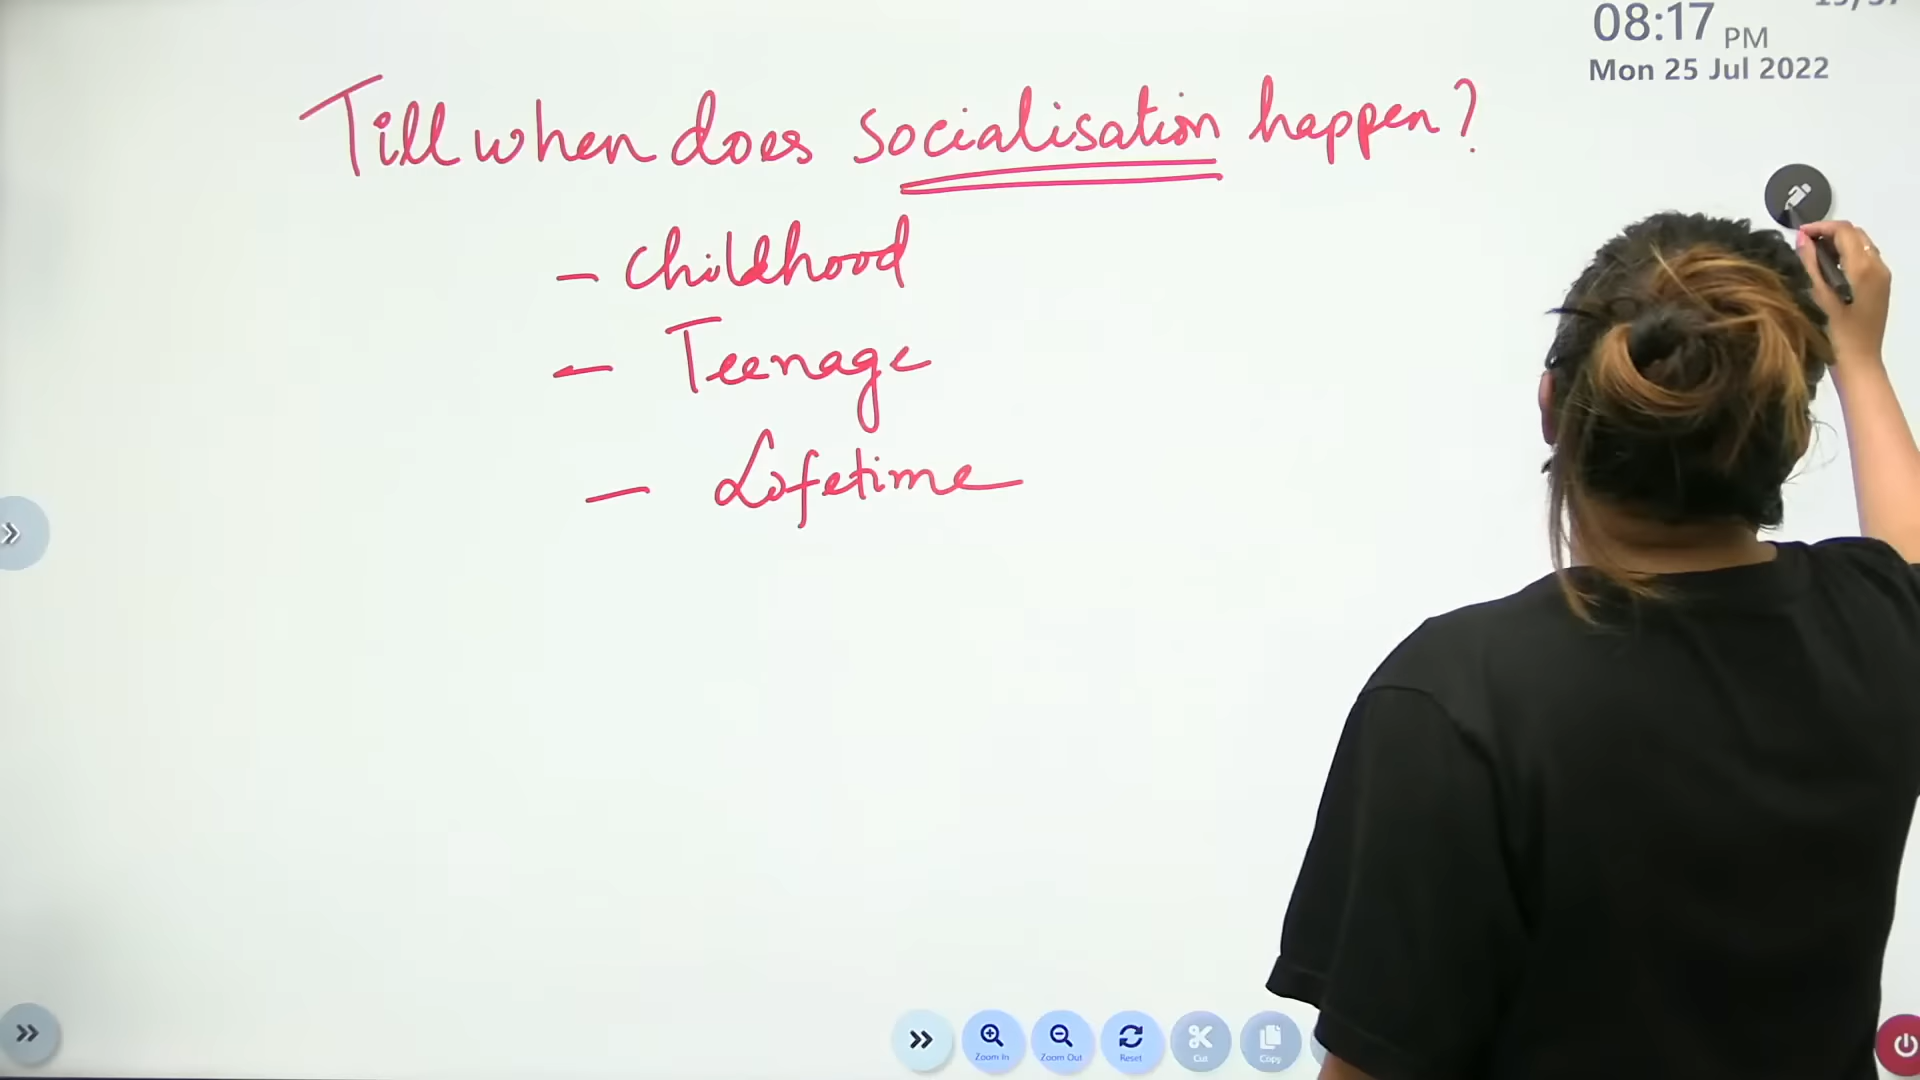 08:17 PM
Mon 25 Jul 2022
Till when does socialisation happen?
- Childhood
- Teenage
- Lifetime
Zoom In
Zoom Out
Reset
Cut
Copy